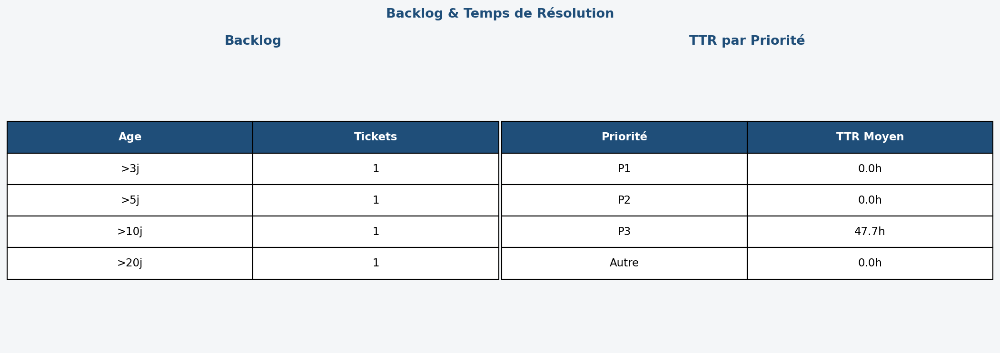 Backlog & Temps de Résolution
Backlog
TTR par Priorité
Age Tickets
>3j 1
>5j 1
>10j 1
>20j 1
Priorité TTR Moyen
P1 0.0h
P2 0.0h
P3 47.7h
Autre 0.0h